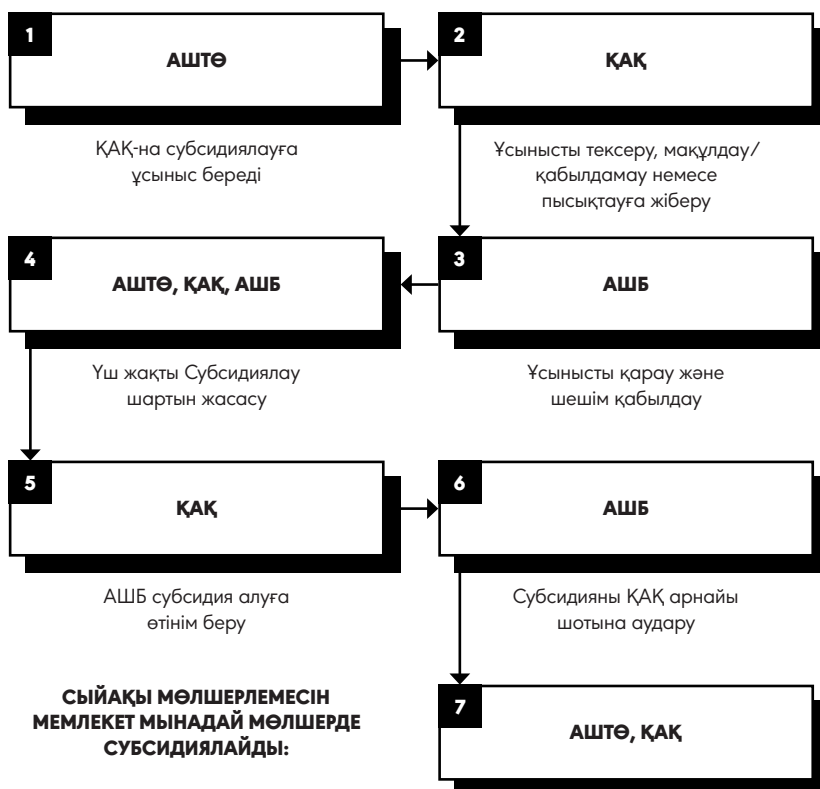 1
АШТӨ
ҚАҚ-на субсидиялауға
ұсыныс береді
2
ҚАҚ
Ұсынысты тексеру, мақұлдау/
қабылдамау немесе
пысықтауға жіберу
3
АШБ
Ұсынысты қарау және
шешім қабылдау
4
АШТӨ, ҚАҚ, АШБ
Үш жақты Субсидиялау
шартын жасасу
5
ҚАҚ
АШБ субсидия алуға
өтінім беру
6
АШБ
Субсидияны ҚАҚ арнайы
шотына аудару
7
АШТӨ, ҚАҚ
СЫЙАҚЫ МӨЛШЕРЛЕМЕСІН
МЕМЛЕКЕТ МЫНАДАЙ МӨЛШЕРДЕ
СУБСИДИЯЛАЙДЫ: